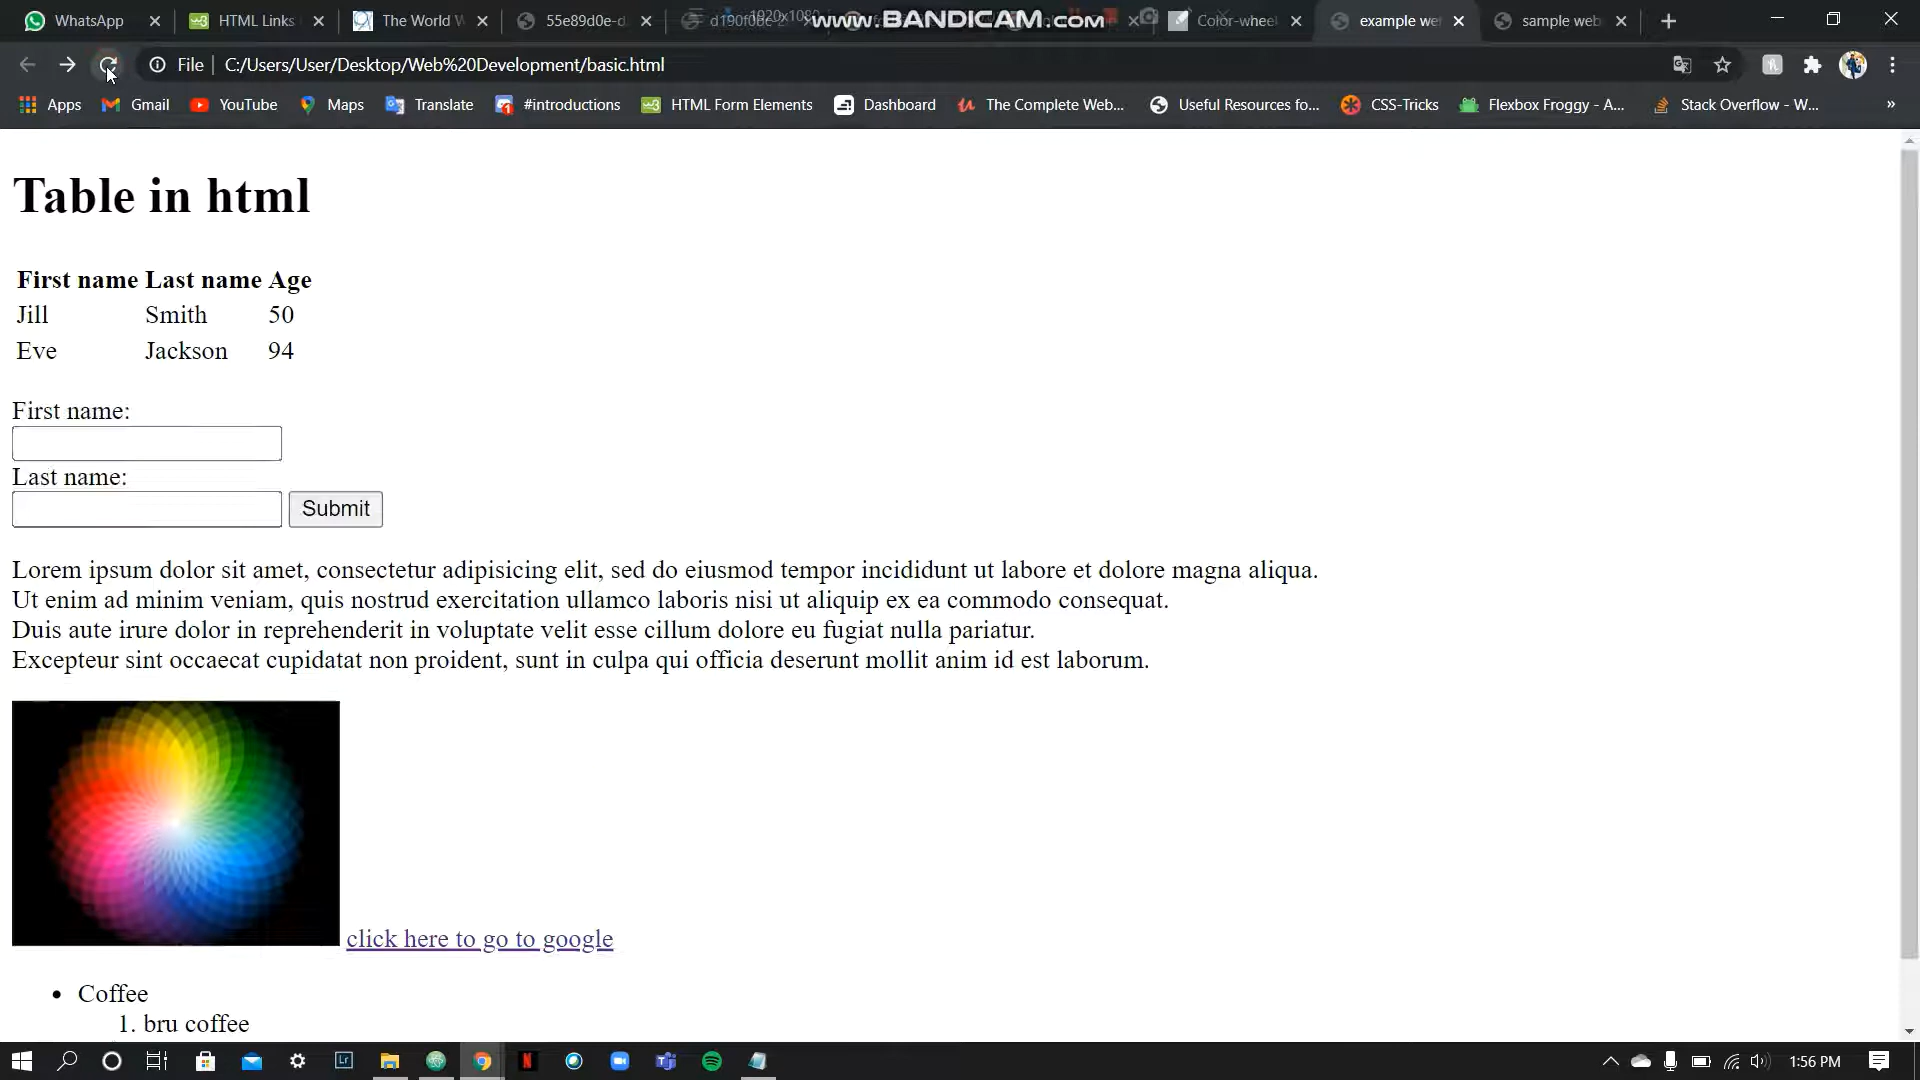 WhatsApp
HTML Links
The World W
55e89d0e-d
d190f0be-2
1920x1080
www.BANDICAM.com
Color-wheel
example we
sample web
File
C:/Users/User/Desktop/Web%20Development/basic.html
Apps
Gmail
YouTube
Maps
Translate
#introductions
HTML Form Elements
Dashboard
The Complete Web...
Useful Resources fo...
CSS-Tricks
Flexbox Froggy - A...
Stack Overflow - W...
»
Table in html
First name Last name Age
Jill Smith 50
Eve Jackson 94
First name:
Last name:
Submit
Lorem ipsum dolor sit amet, consectetur adipisicing elit, sed do eiusmod tempor incididunt ut labore et dolore magna aliqua.
Ut enim ad minim veniam, quis nostrud exercitation ullamco laboris nisi ut aliquip ex ea commodo consequat.
Duis aute irure dolor in reprehenderit in voluptate velit esse cillum dolore eu fugiat nulla pariatur.
Excepteur sint occaecat cupidatat non proident, sunt in culpa qui officia deserunt mollit anim id est laborum.
click here to go to google
• Coffee
1. bru coffee
1:56 PM